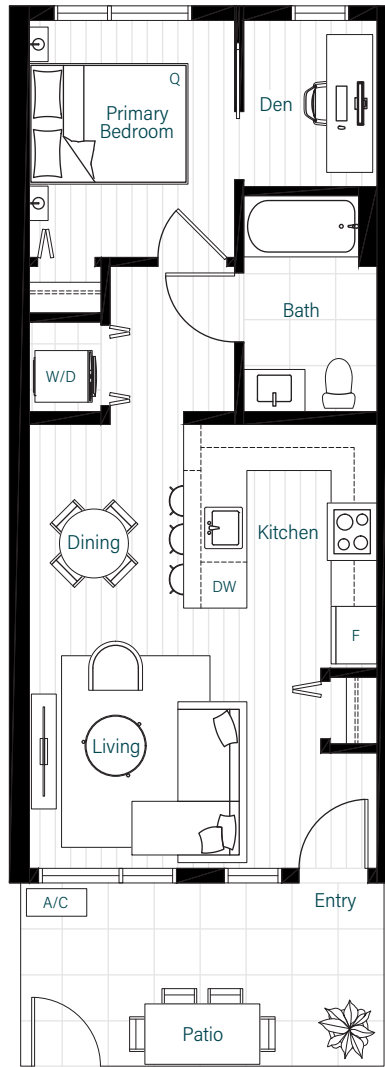 Q
Primary
Bedroom
Den
Bath
W/D
Kitchen
Dining
DW
F
Living
A/C
Entry
Patio